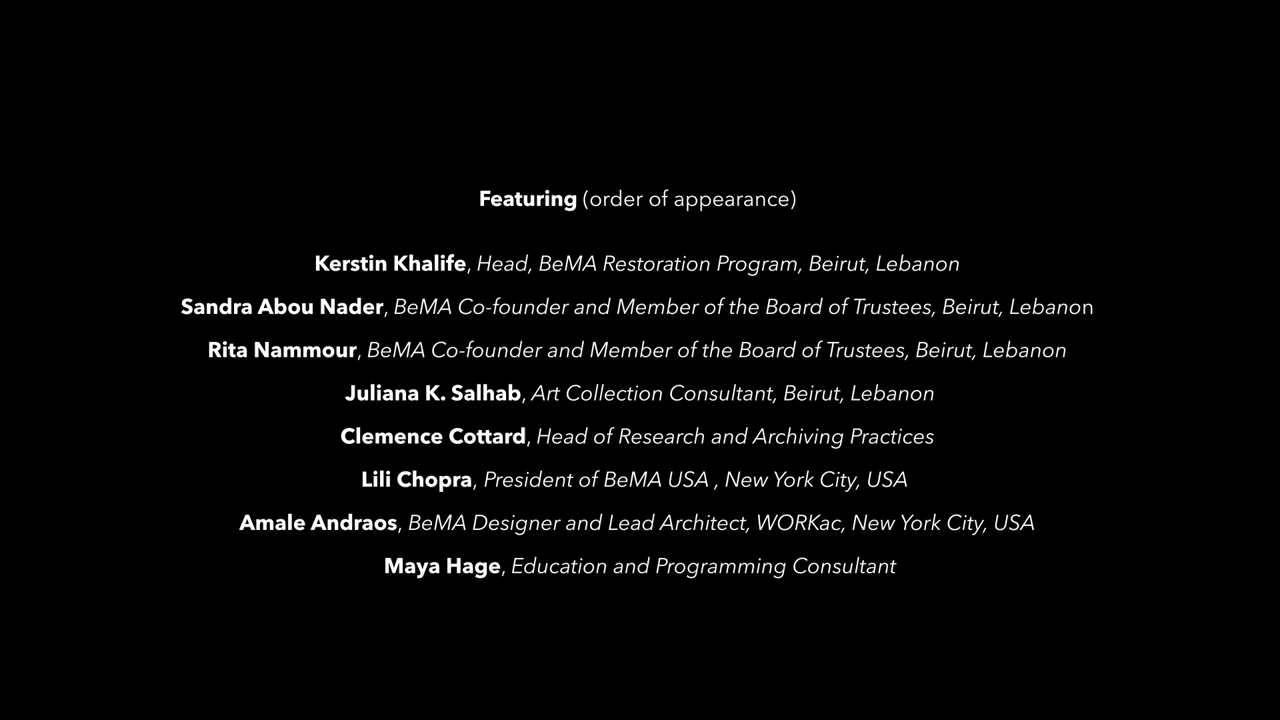 Featuring (order of appearance)
Kerstin Khalife, Head, BeMA Restoration Program, Beirut, Lebanon
Sandra Abou Nader, BeMA Co-founder and Member of the Board of Trustees, Beirut, Lebanon
Rita Nammour, BeMA Co-founder and Member of the Board of Trustees, Beirut, Lebanon
Juliana K. Salhab, Art Collection Consultant, Beirut, Lebanon
Clemence Cottard, Head of Research and Archiving Practices
Lili Chopra, President of BeMA USA , New York City, USA
Amale Andraos, BeMA Designer and Lead Architect, WORKac, New York City, USA
Maya Hage, Education and Programming Consultant